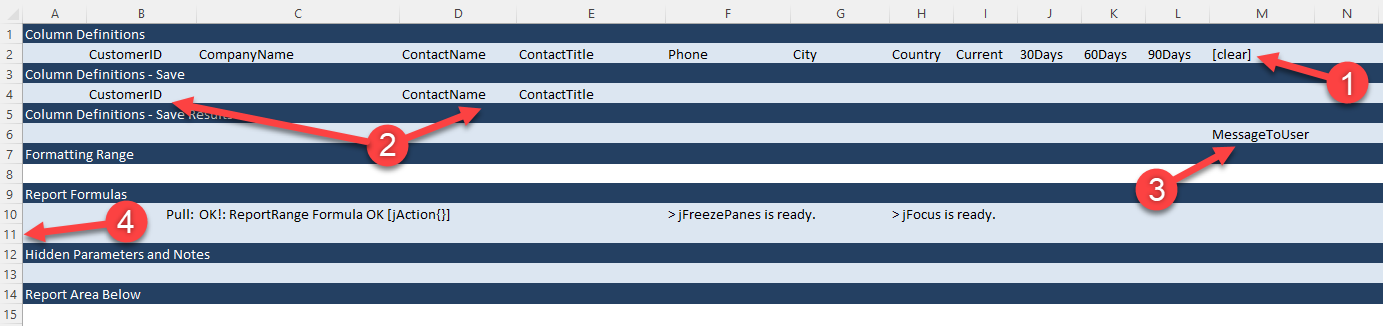 A B C D E F G H I J K L M N
1 Column Definitions
2 CustomerID CompanyName ContactName ContactTitle Phone City Country Current 30Days 60Days 90Days [clear]
3 Column Definitions - Save
1
4 CustomerID ContactName ContactTitle
5 Column Definitions - Save Results
2
6 MessageToUser
7 Formatting Range
8
3
9 Report Formulas
10 Pull: OK!: ReportRange Formula OK [jAction{}] > jFreezePanes is ready. > jFocus is ready.
4
11
12 Hidden Parameters and Notes
13
14 Report Area Below
15